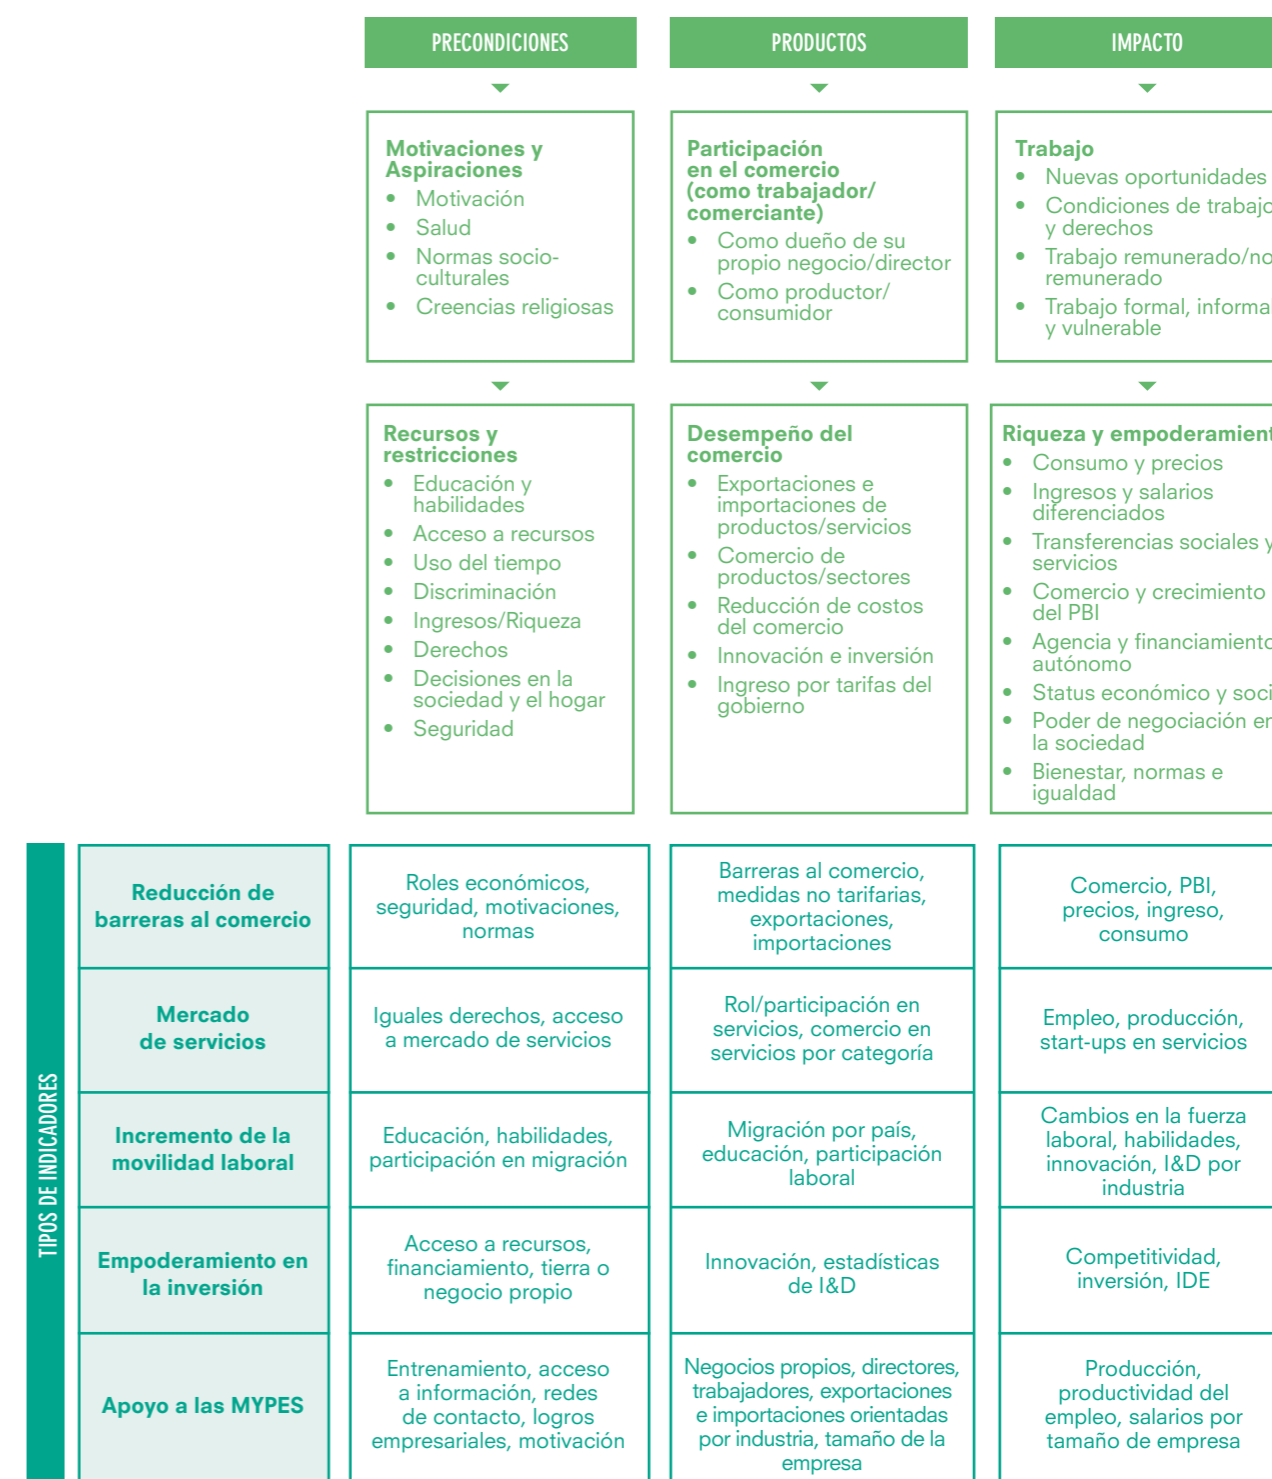 PRECONDICIONES
PRODUCTOS
IMPACTO
Motivaciones y
Aspiraciones
• Motivación
• Salud
• Normas socio-
culturales
• Creencias religiosas
Participación
en el comercio
(como trabajador/
comerciante)
• Como dueño de su
propio negocio/director
• Como productor/
consumidor
Trabajo
• Nuevas oportunidades
• Condiciones de trabajo
y derechos
• Trabajo remunerado/no
remunerado
• Trabajo formal, informal
y vulnerable
Recursos y
restricciones
• Educación y
habilidades
• Acceso a recursos
• Uso del tiempo
• Discriminación
• Ingresos/Riqueza
• Derechos
• Decisiones en la
sociedad y el hogar
• Seguridad
Desempeño del
comercio
• Exportaciones e
importaciones de
productos/servicios
• Comercio de
productos/sectores
• Reducción de costos
del comercio
• Innovación e inversión
• Ingreso por tarifas del
gobierno
Riqueza y empoderamient
• Consumo y precios
• Ingresos y salarios
diferenciados
• Transferencias sociales y
servicios
• Comercio y crecimiento
del PBI
• Agencia y financiamiento
autónomo
• Status económico y soci
• Poder de negociación en
la sociedad
• Bienestar, normas e
igualdad
TIPOS DE INDICADORES
Reducción de
barreras al comercio
Roles económicos,
seguridad, motivaciones,
normas
Barreras al comercio,
medidas no tarifarias,
exportaciones,
importaciones
Comercio, PBI,
precios, ingreso,
consumo
Mercado
de servicios
Iguales derechos, acceso
a mercado de servicios
Rol/participación en
servicios, comercio en
servicios por categoría
Empleo, producción,
start-ups en servicios
Incremento de la
movilidad laboral
Educación, habilidades,
participación en migración
Migración por país,
educación, participación
laboral
Cambios en la fuerza
laboral, habilidades,
innovación, I&D por
industria
Empoderamiento en
la inversión
Acceso a recursos,
financiamiento, tierra o
negocio propio
Innovación, estadísticas
de I&D
Competitividad,
inversión, IDE
Apoyo a las MYPES
Entrenamiento, acceso
a información, redes
de contacto, logros
empresariales, motivación
Negocios propios, directores,
trabajadores, exportaciones
e importaciones orientadas
por industria, tamaño de la
empresa
Producción,
productividad del
empleo, salarios por
tamaño de empresa